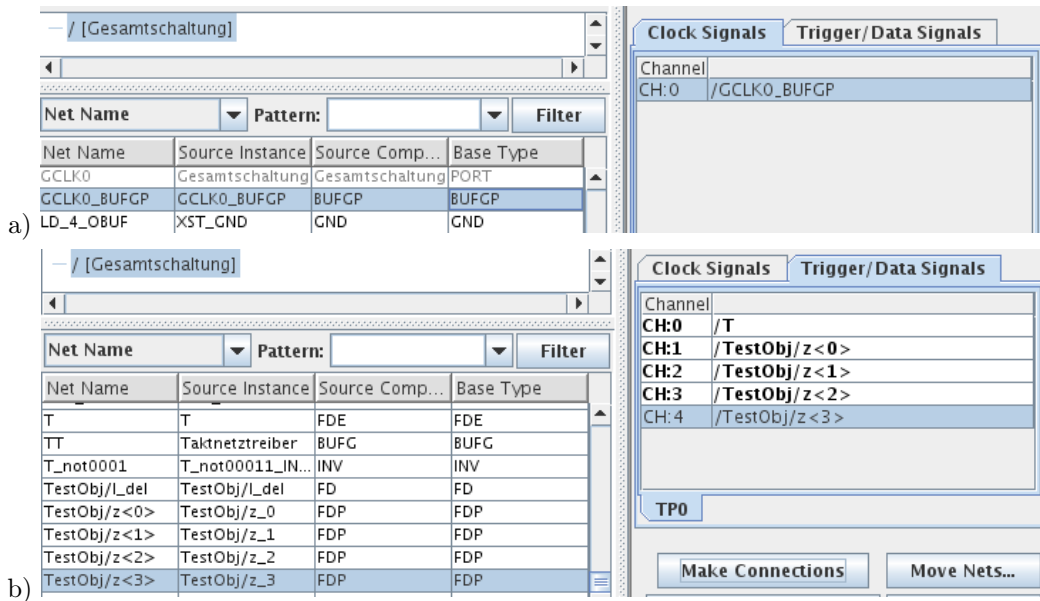 / [Gesamtschaltung]
Clock Signals Trigger/Data Signals
Channel
CH:0 /GCLK0_BUFGP
Net Name Pattern: Filter
Net Name Source Instance Source Comp... Base Type
GCLK0 Gesamtschaltung Gesamtschaltung PORT
GCLK0_BUFGP GCLK0_BUFGP BUFGP BUFGP
a) LD_4_OBUF XST_GND GND GND
/ [Gesamtschaltung]
Clock Signals Trigger/Data Signals
Channel
CH:0 /T
CH:1 /TestObj/z<0>
CH:2 /TestObj/z<1>
CH:3 /TestObj/z<2>
CH:4 /TestObj/z<3>
TP0
Make Connections Move Nets...
Net Name Pattern: Filter
Net Name Source Instance Source Comp... Base Type
T T FDE FDE
TT Taktnetztreiber BUFG BUFG
T_not0001 T_not00011_IN... INV INV
TestObj/I_del TestObj/I_del FD FD
TestObj/z<0> TestObj/z_0 FDP FDP
TestObj/z<1> TestObj/z_1 FDP FDP
TestObj/z<2> TestObj/z_2 FDP FDP
b) TestObj/z<3> TestObj/z_3 FDP FDP